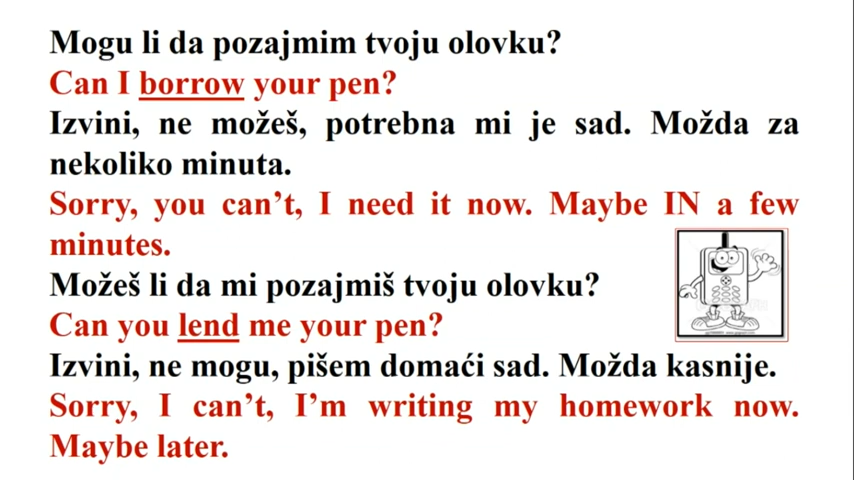 Mogu li da pozajmim tvoju olovku?
Can I borrow your pen?
Izvini, ne možeš, potrebna mi je sad. Možda za
nekoliko minuta.
Sorry, you can’t, I need it now. Maybe IN a few
minutes.
Možeš li da mi pozajmiš tvoju olovku?
Can you lend me your pen?
Izvini, ne mogu, pišem domaći sad. Možda kasnije.
Sorry, I can’t, I’m writing my homework now.
Maybe later.